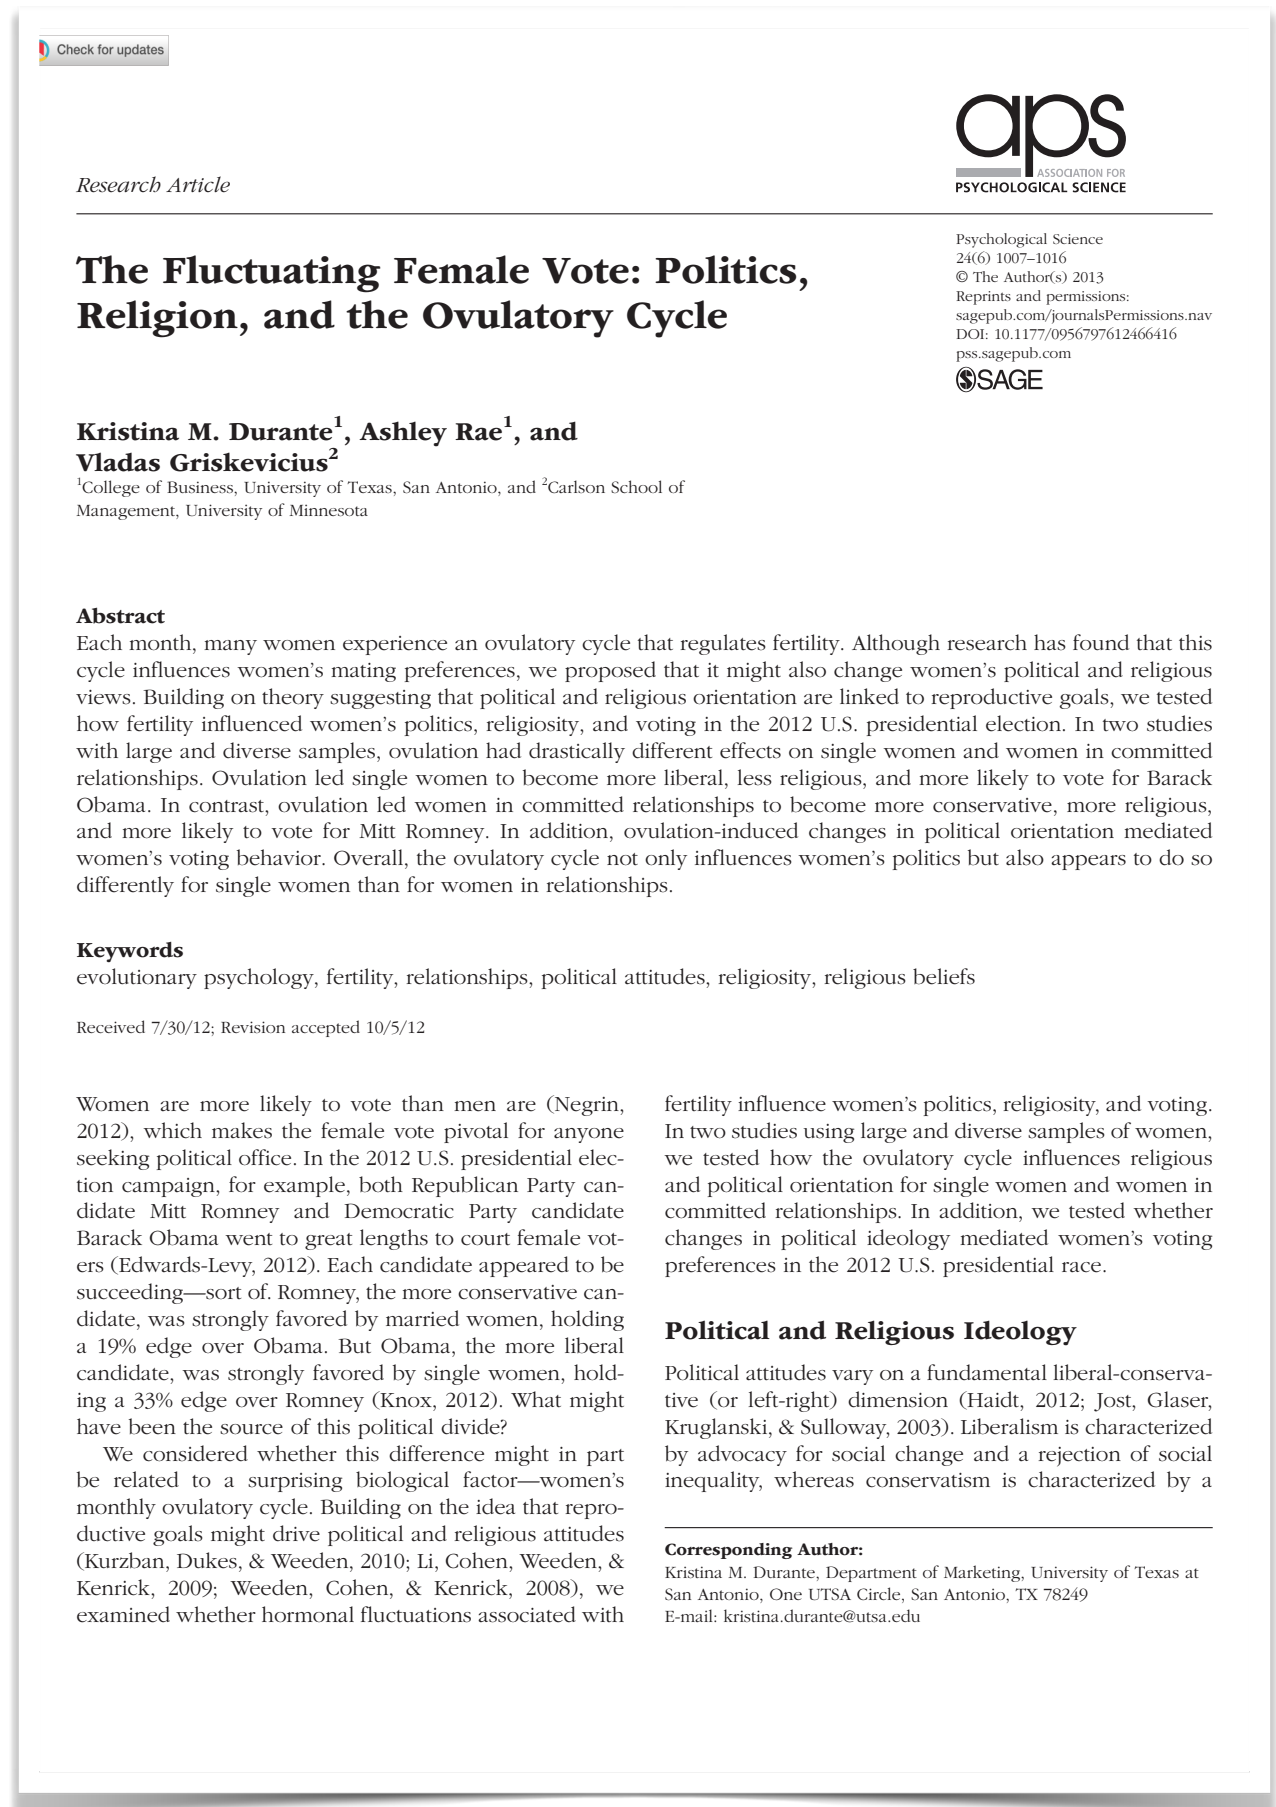 Check for updates
aps
ASSOCIATION FOR
PSYCHOLOGICAL SCIENCE
Research Article
Psychological Science
24(6) 1007–1016
© The Author(s) 2013
Reprints and permissions:
sagepub.com/journalsPermissions.nav
DOI: 10.1177/0956797612466416
pss.sagepub.com
SAGE
The Fluctuating Female Vote: Politics,
Religion, and the Ovulatory Cycle
Kristina M. Durante1, Ashley Rae1, and
Vladas Griskevicius2
1College of Business, University of Texas, San Antonio, and 2Carlson School of
Management, University of Minnesota
Abstract
Each month, many women experience an ovulatory cycle that regulates fertility. Although research has found that this
cycle influences women's mating preferences, we proposed that it might also change women's political and religious
views. Building on theory suggesting that political and religious orientation are linked to reproductive goals, we tested
how fertility influenced women's politics, religiosity, and voting in the 2012 U.S. presidential election. In two studies
with large and diverse samples, ovulation had drastically different effects on single women and women in committed
relationships. Ovulation led single women to become more liberal, less religious, and more likely to vote for Barack
Obama. In contrast, ovulation led women in committed relationships to become more conservative, more religious,
and more likely to vote for Mitt Romney. In addition, ovulation-induced changes in political orientation mediated
women's voting behavior. Overall, the ovulatory cycle not only influences women's politics but also appears to do so
differently for single women than for women in relationships.
Keywords
evolutionary psychology, fertility, relationships, political attitudes, religiosity, religious beliefs
Received 7/30/12; Revision accepted 10/5/12
Women are more likely to vote than men are (Negrin,
2012), which makes the female vote pivotal for anyone
seeking political office. In the 2012 U.S. presidential elec-
tion campaign, for example, both Republican Party can-
didate Mitt Romney and Democratic Party candidate
Barack Obama went to great lengths to court female vot-
ers (Edwards-Levy, 2012). Each candidate appeared to be
succeeding—sort of. Romney, the more conservative can-
didate, was strongly favored by married women, holding
a 19% edge over Obama. But Obama, the more liberal
candidate, was strongly favored by single women, hold-
ing a 33% edge over Romney (Knox, 2012). What might
have been the source of this political divide?
We considered whether this difference might in part
be related to a surprising biological factor—women's
monthly ovulatory cycle. Building on the idea that repro-
ductive goals might drive political and religious attitudes
(Kurzban, Dukes, & Weeden, 2010; Li, Cohen, Weeden, &
Kenrick, 2009; Weeden, Cohen, & Kenrick, 2008), we
examined whether hormonal fluctuations associated with
fertility influence women's politics, religiosity, and voting.
In two studies using large and diverse samples of women,
we tested how the ovulatory cycle influences religious
and political orientation for single women and women in
committed relationships. In addition, we tested whether
changes in political ideology mediated women's voting
preferences in the 2012 U.S. presidential race.
Political and Religious Ideology
Political attitudes vary on a fundamental liberal-conserva-
tive (or left-right) dimension (Haidt, 2012; Jost, Glaser,
Kruglanski, & Sulloway, 2003). Liberalism is characterized
by advocacy for social change and a rejection of social
inequality, whereas conservatism is characterized by a
Corresponding Author:
Kristina M. Durante, Department of Marketing, University of Texas at
San Antonio, One UTSA Circle, San Antonio, TX 78249
E-mail: kristina.durante@utsa.edu